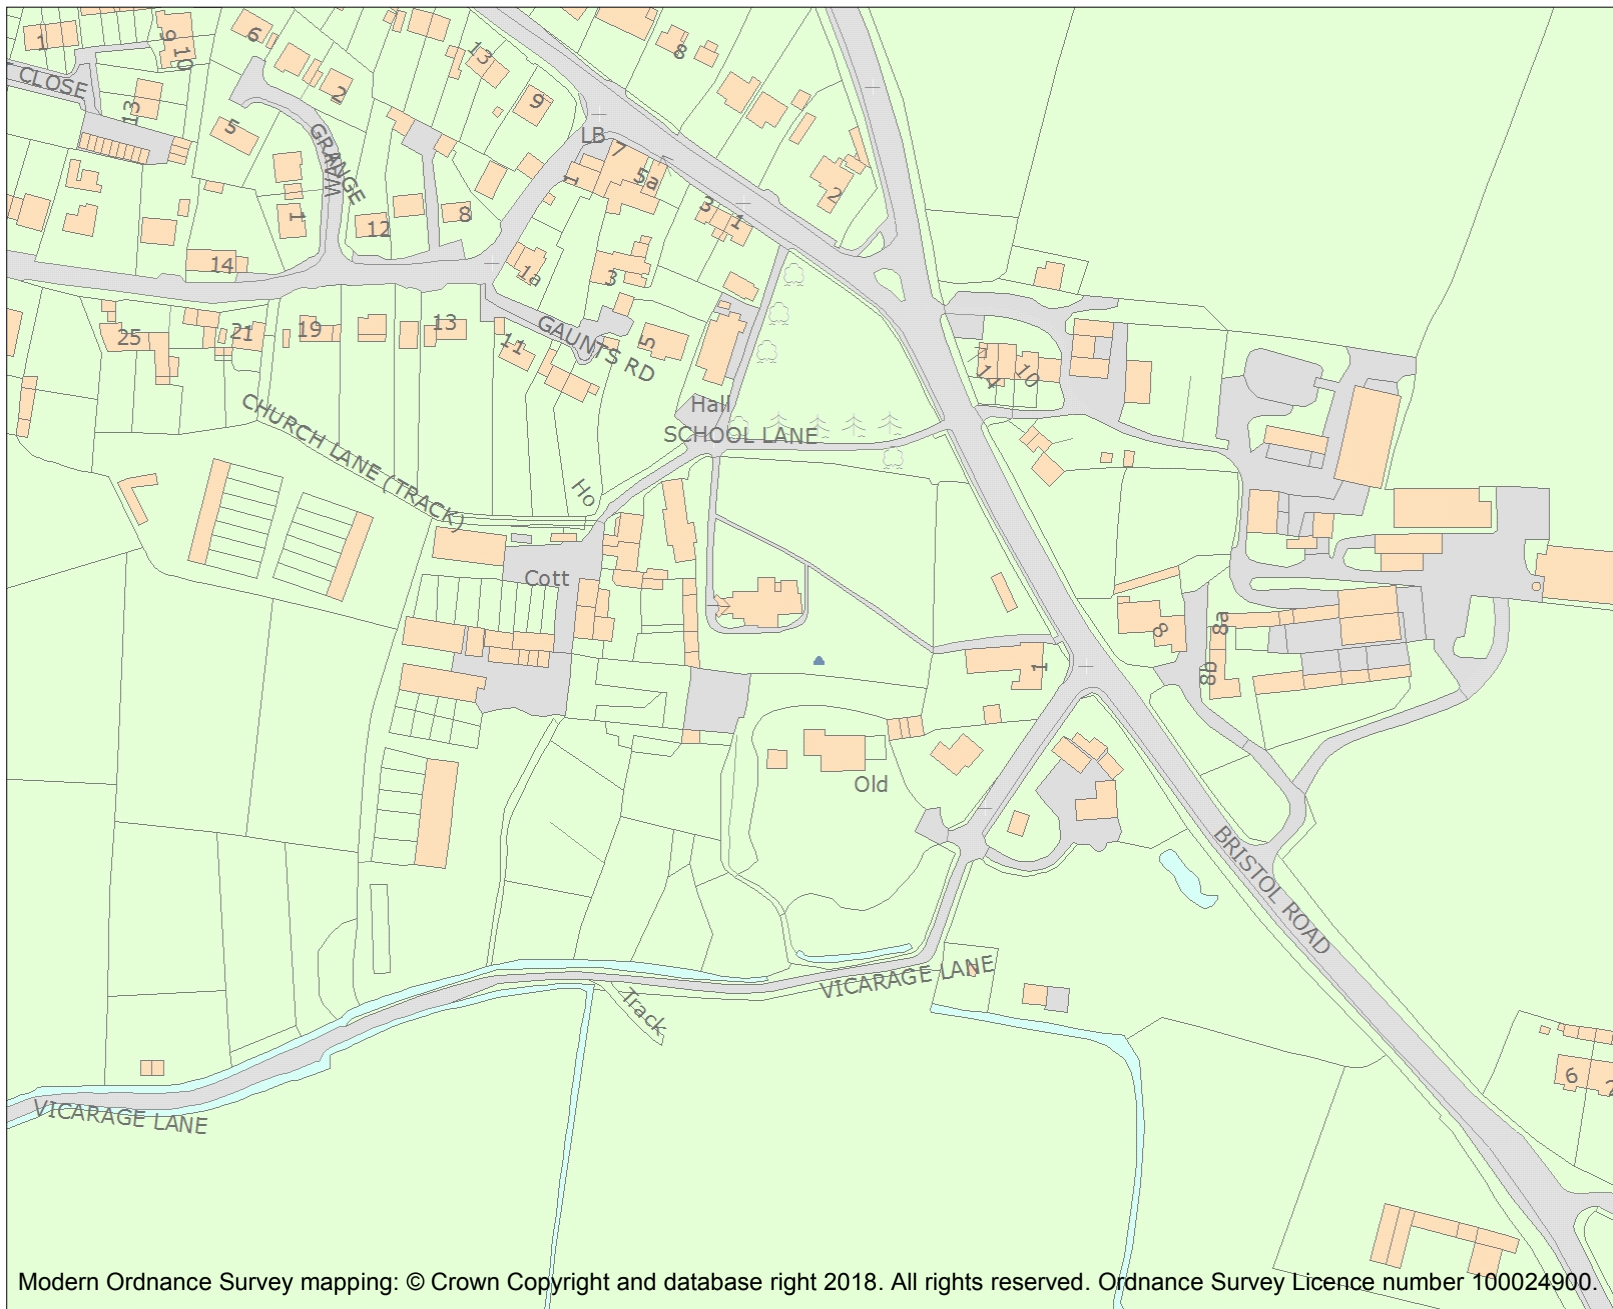 1
9
10
6
13
8
CLOSE
2
9
13
5
LB
GRANGE
WAY
7
5a
1
2
1
3
1
12
8
14
1a
3
25
21
19
13
11
GAUNTS RD
5
14
10
CHURCH LANE (TRACK)
Hall
SCHOOL LANE
Ho
Cott
8
8a
8b
1
Old
BRISTOL ROAD
VICARAGE LANE
Track
VICARAGE LANE
6
2
Modern Ordnance Survey mapping: © Crown Copyright and database right 2018. All rights reserved. Ordnance Survey Licence number 100024900.